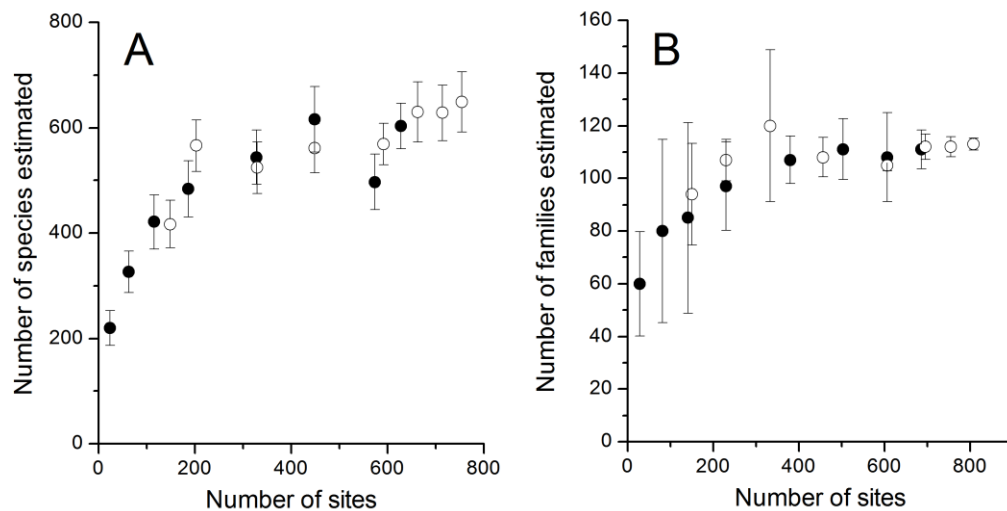 A
Number of species estimated
800
600
400
200
0
0 200 400 600 800
Number of sites
B
Number of families estimated
160
140
120
100
80
60
40
20
0
0 200 400 600 800
Number of sites